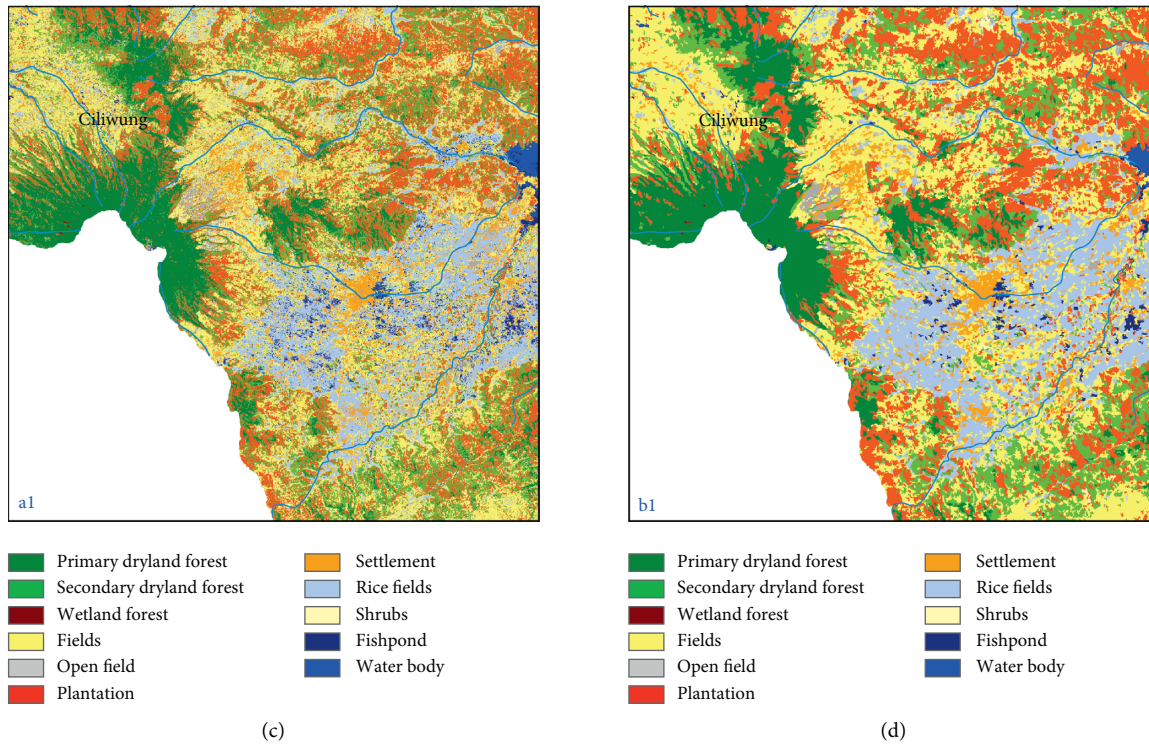 Ciliwung
a1
Ciliwung
b1
Primary dryland forest
Secondary dryland forest
Wetland forest
Fields
Open field
Plantation
Settlement
Rice fields
Shrubs
Fishpond
Water body
Primary dryland forest
Secondary dryland forest
Wetland forest
Fields
Open field
Plantation
Settlement
Rice fields
Shrubs
Fishpond
Water body
(c)
(d)